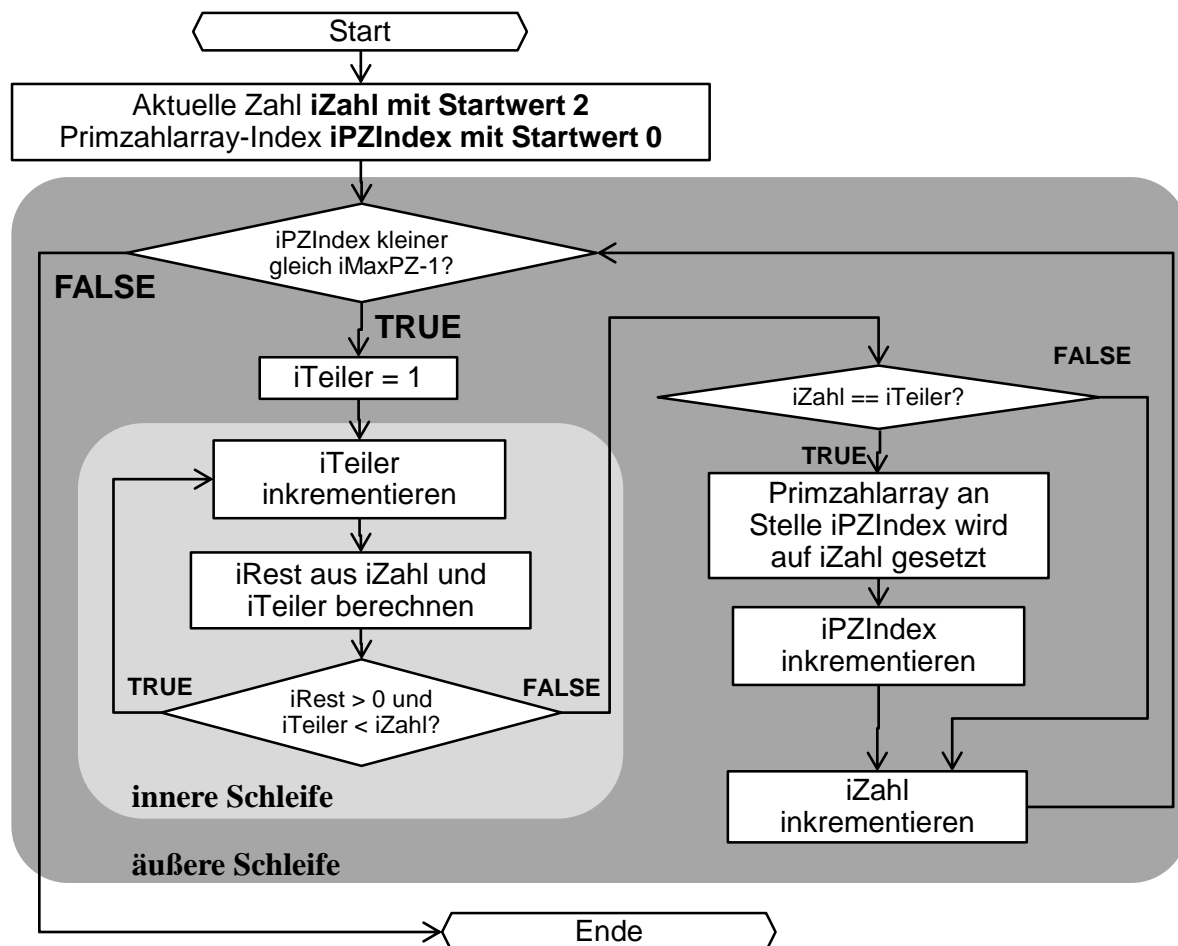 Start
Aktuelle Zahl iZahl mit Startwert 2
Primzahlarray-Index iPZIndex mit Startwert 0
iPZIndex kleiner
gleich iMaxPZ-1?
FALSE
TRUE
iTeiler = 1
iTeiler
inkrementieren
iRest aus iZahl und
iTeiler berechnen
TRUE
iRest > 0 und
iTeiler < iZahl?
FALSE
innere Schleife
iZahl == iTeiler?
FALSE
TRUE
Primzahlarray an
Stelle iPZIndex wird
auf iZahl gesetzt
iPZIndex
inkrementieren
iZahl
inkrementieren
äußere Schleife
Ende